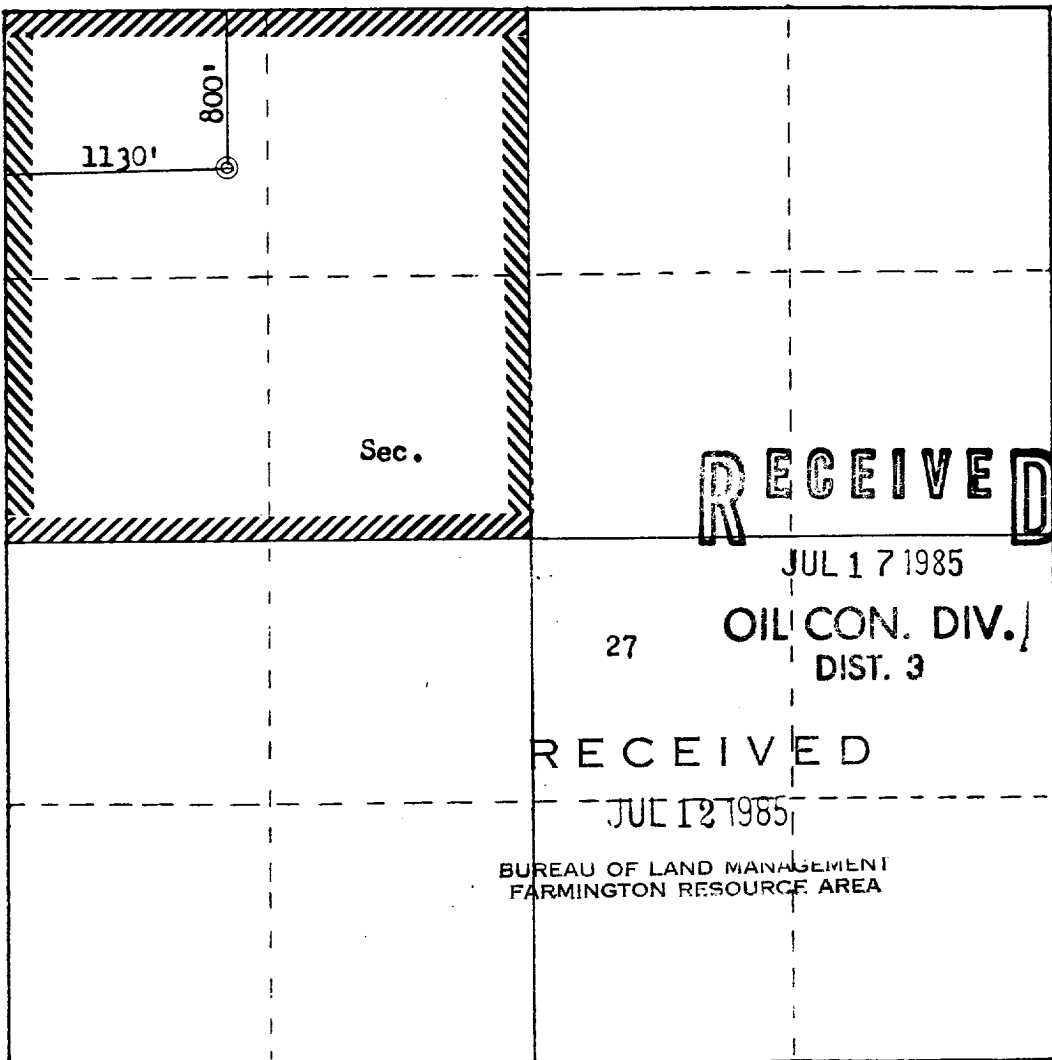 800'
1130'
Sec.
RECEIVED
JUL 17 1985
27
OIL CON. DIV.
DIST. 3
RECEIVED
JUL 12 1985
BUREAU OF LAND MANAGEMENT
FARMINGTON RESOURCE AREA